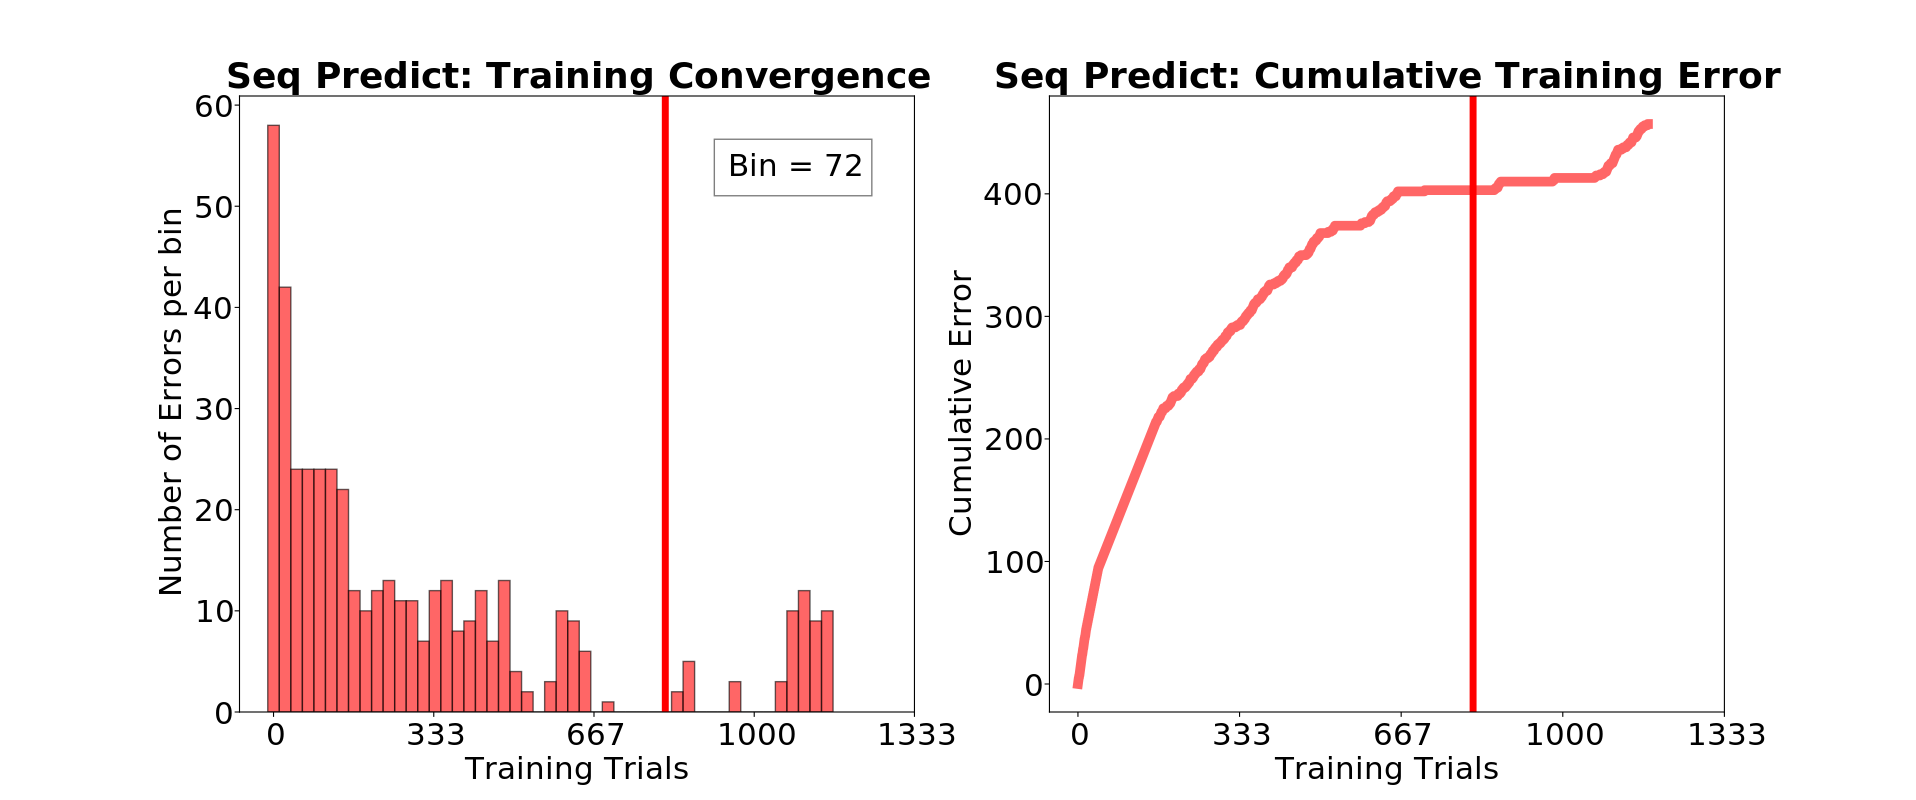 Seq Predict: Training Convergence
60
50
40
30
20
10
0
Number of Errors per bin
Bin = 72
0 333 667 1000 1333
Training Trials
Seq Predict: Cumulative Training Error
400
300
200
100
0
Cumulative Error
0 333 667 1000 1333
Training Trials